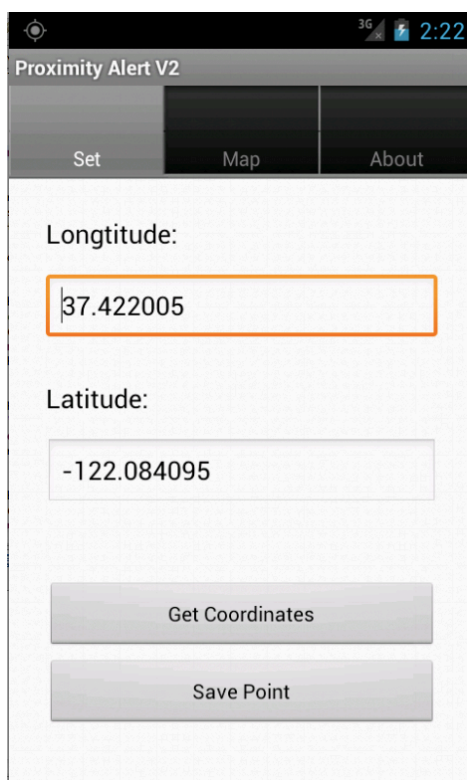 3G 2:22
Proximity Alert V2
Set Map About
Longtitude:
37.422005
Latitude:
-122.084095
Get Coordinates
Save Point